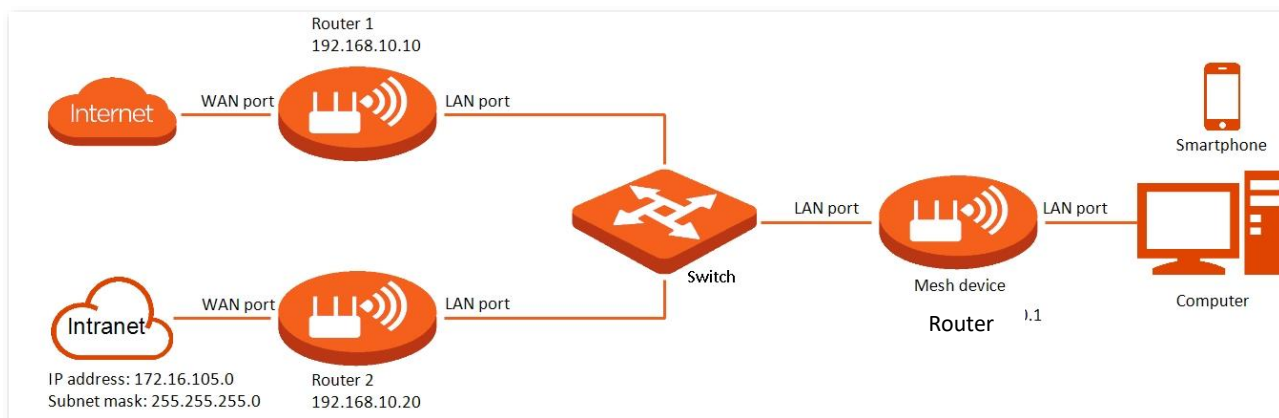 Router 1
192.168.10.10
Internet
WAN port
LAN port
Smartphone
LAN port
LAN port
Switch
Mesh device
Router
.1
Computer
Intranet
WAN port
LAN port
IP address: 172.16.105.0
Subnet mask: 255.255.255.0
Router 2
192.168.10.20